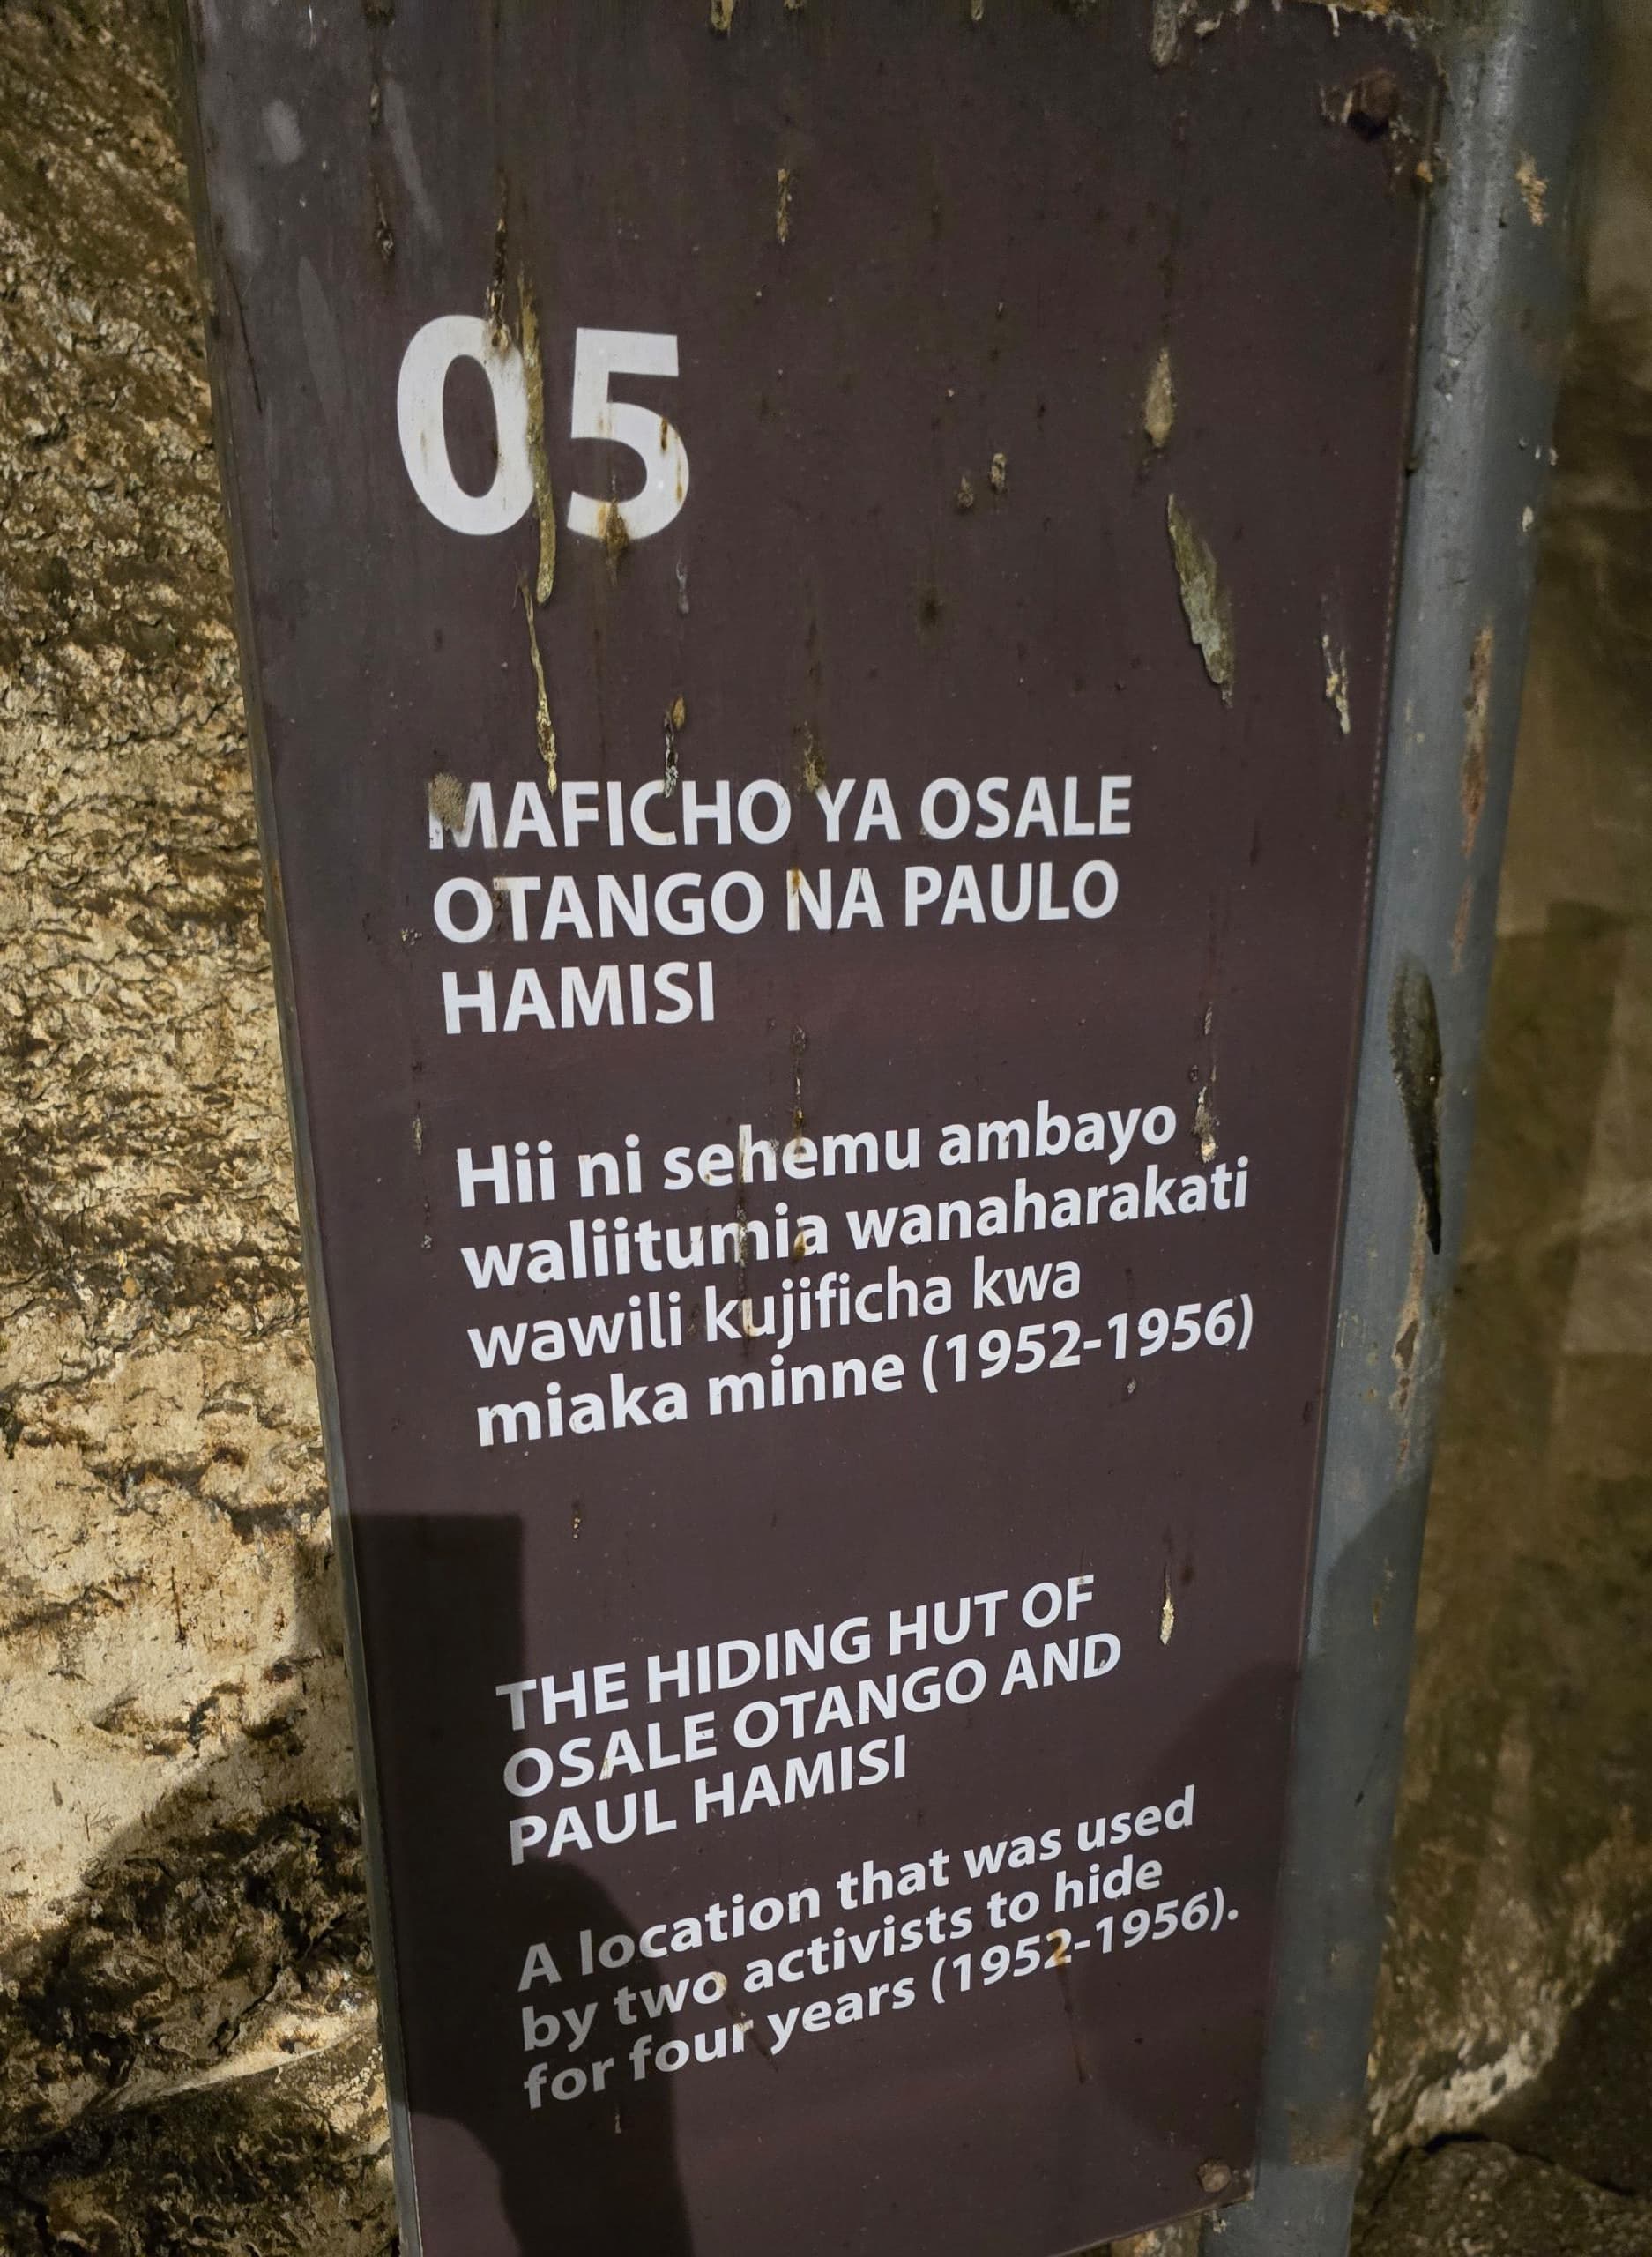 05
MAFICHO YA OSALE
OTANGO NA PAULO
HAMISI
Hii ni sehemu ambayo
waliitumia wanaharakati
wawili kujificha kwa
miaka minne (1952-1956)
THE HIDING HUT OF
OSALE OTANGO AND
PAUL HAMISI
A location that was used
by two activists to hide
for four years (1952-1956).